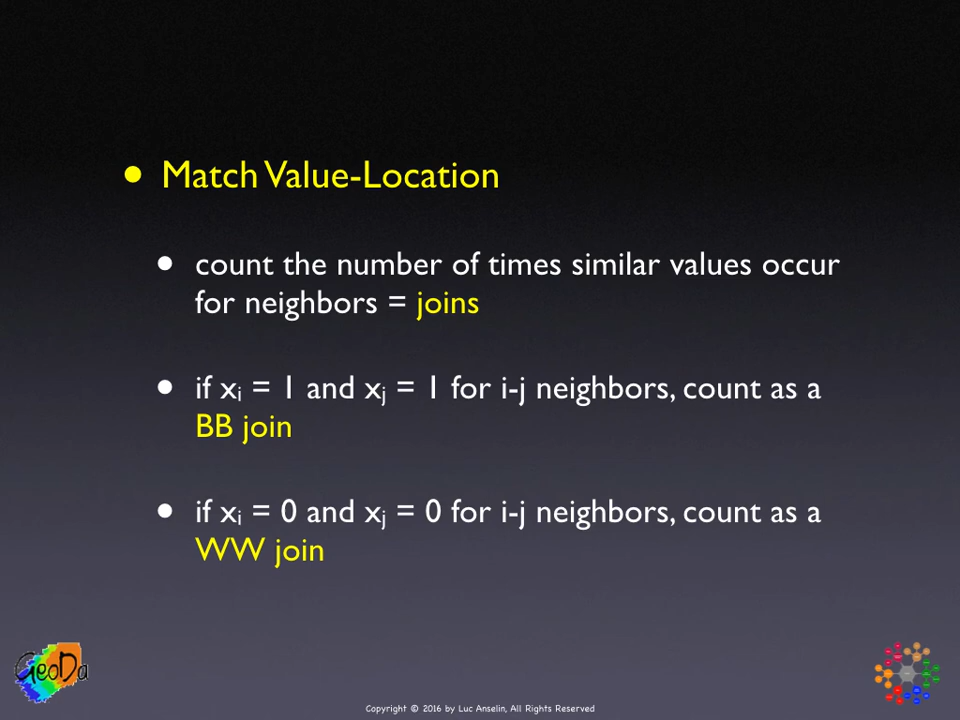 • Match Value-Location
• count the number of times similar values occur
for neighbors = joins
• if xᵢ = 1 and xⱼ = 1 for i-j neighbors, count as a
BB join
• if xᵢ = 0 and xⱼ = 0 for i-j neighbors, count as a
WW join
GeoDa
Copyright © 2016 by Luc Anselin, All Rights Reserved